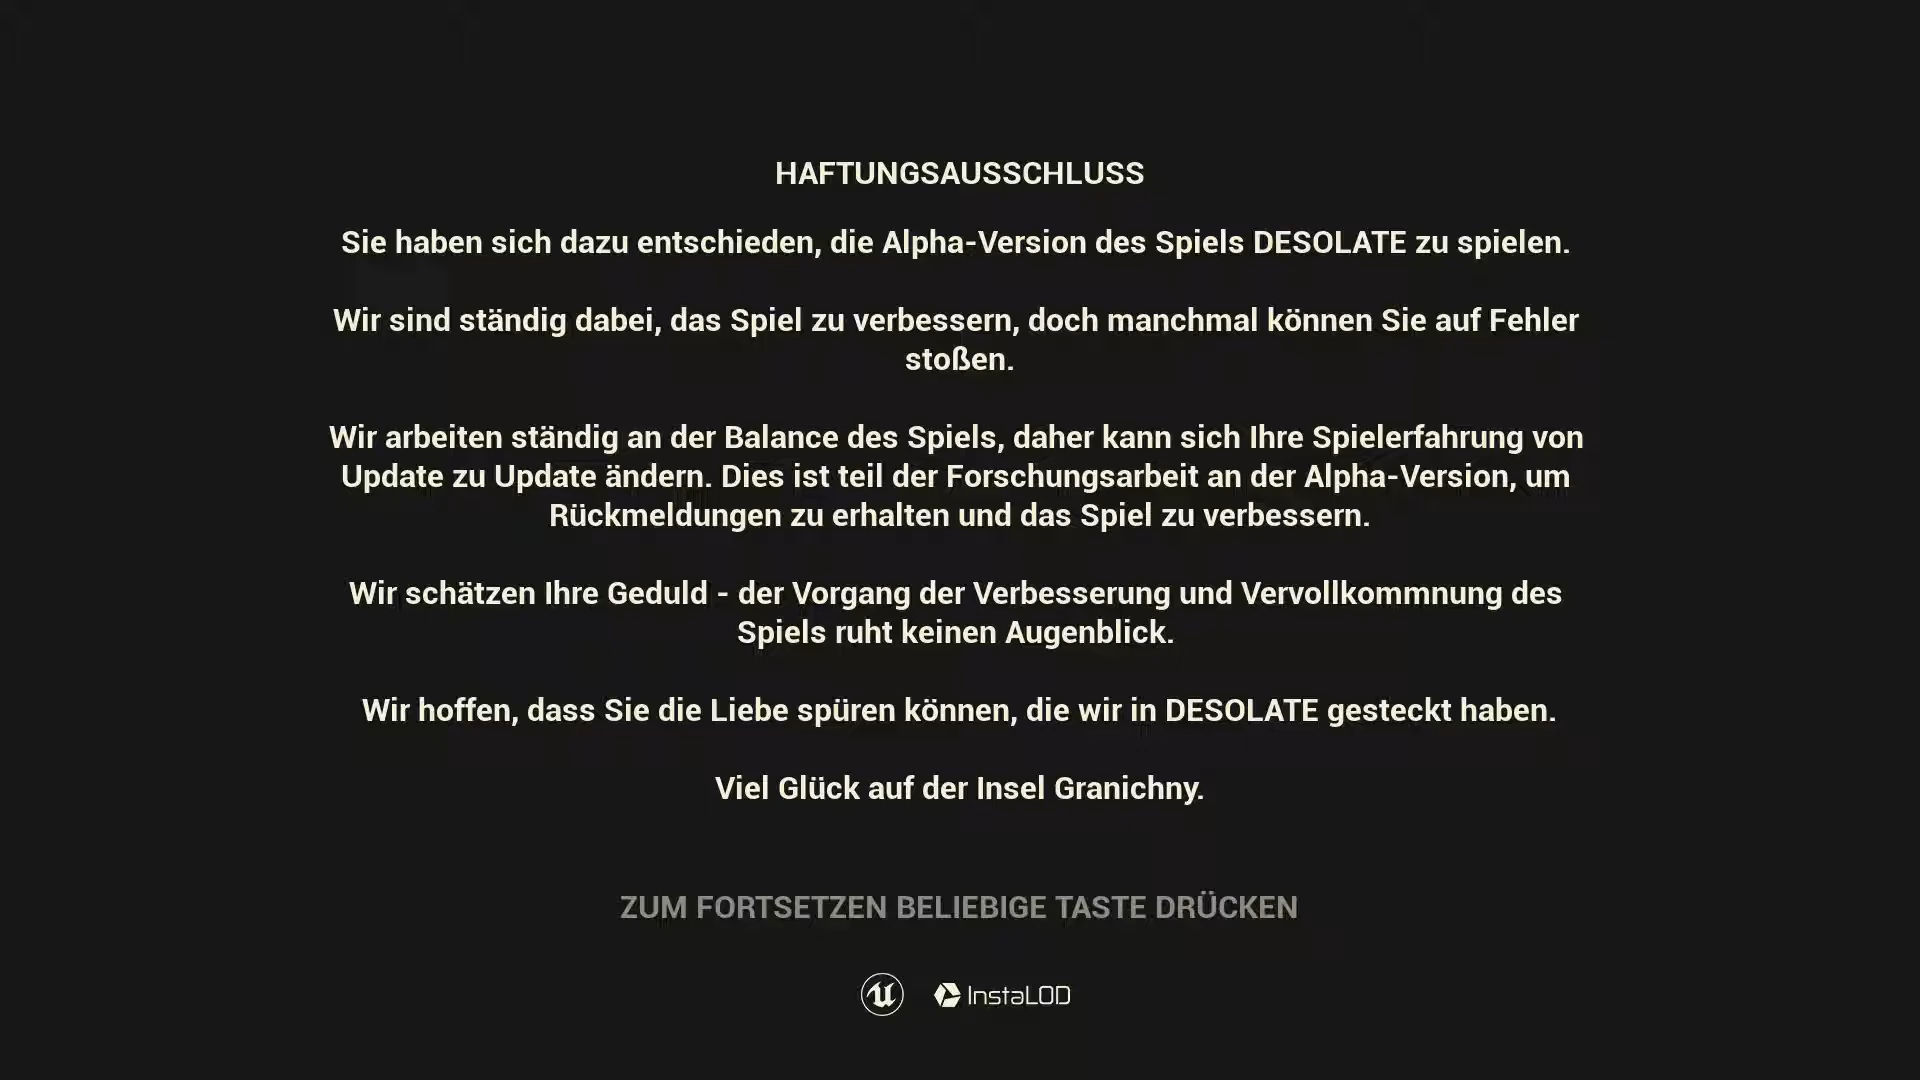 HAFTUNGSAUSSCHLUSS
Sie haben sich dazu entschieden, die Alpha-Version des Spiels DESOLATE zu spielen.
Wir sind ständig dabei, das Spiel zu verbessern, doch manchmal können Sie auf Fehler
stoßen.
Wir arbeiten ständig an der Balance des Spiels, daher kann sich Ihre Spielerfahrung von
Update zu Update ändern. Dies ist teil der Forschungsarbeit an der Alpha-Version, um
Rückmeldungen zu erhalten und das Spiel zu verbessern.
Wir schätzen Ihre Geduld - der Vorgang der Verbesserung und Vervollkommnung des
Spiels ruht keinen Augenblick.
Wir hoffen, dass Sie die Liebe spüren können, die wir in DESOLATE gesteckt haben.
Viel Glück auf der Insel Granichny.
ZUM FORTSETZEN BELIEBIGE TASTE DRÜCKEN
InstaLOD